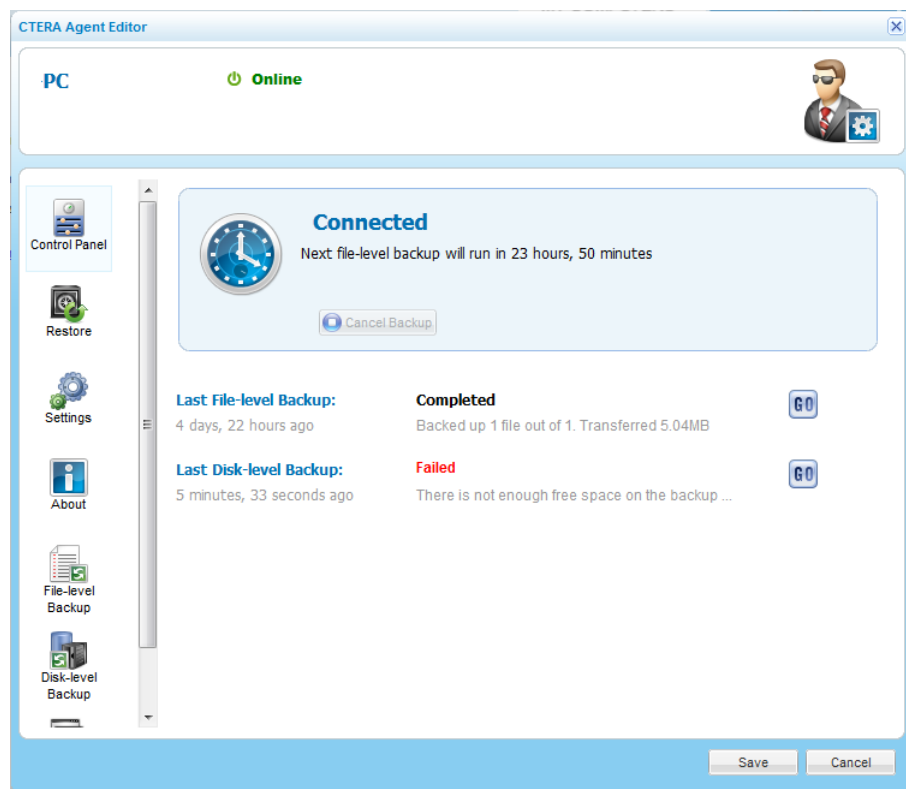 CTERA Agent Editor
PC
Online
Control Panel
Restore
Settings
About
File-level
Backup
Disk-level
Backup
Connected
Next file-level backup will run in 23 hours, 50 minutes
Cancel Backup
Last File-level Backup:
Completed
GO
4 days, 22 hours ago
Backed up 1 file out of 1. Transferred 5.04MB
Last Disk-level Backup:
Failed
GO
5 minutes, 33 seconds ago
There is not enough free space on the backup ...
Save
Cancel